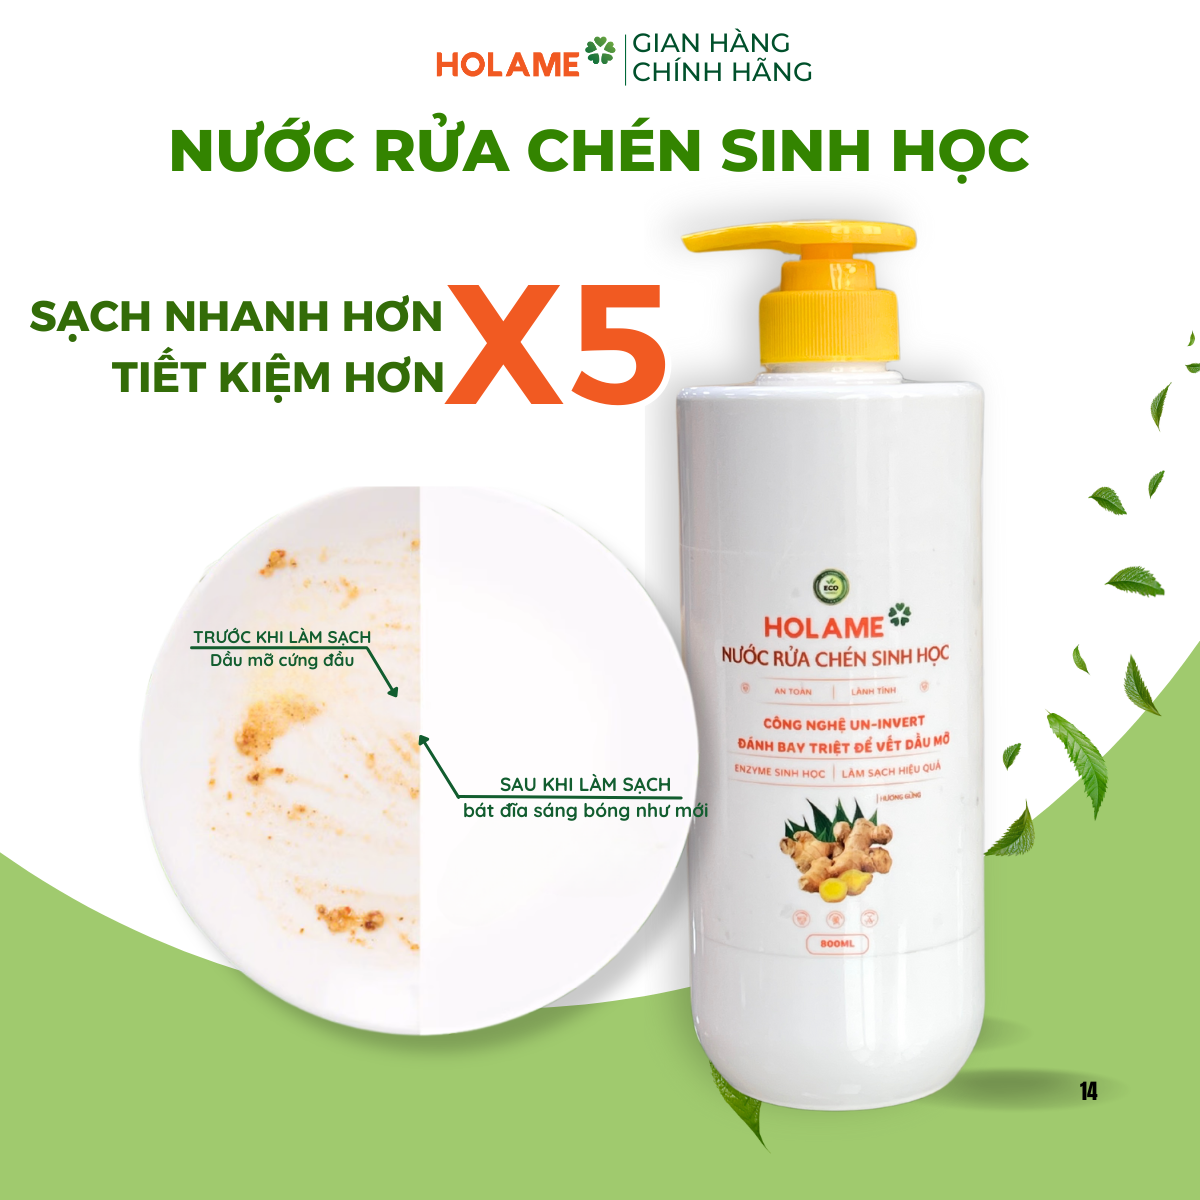 HOLAME
GIAN HÀNG
CHÍNH HÃNG
NƯỚC RỬA CHÉN SINH HỌC
SẠCH NHANH HƠN
TIẾT KIỆM HƠN
X5
TRƯỚC KHI LÀM SẠCH
Dầu mỡ cứng đầu
SAU KHI LÀM SẠCH
bát đĩa sáng bóng như mới
ECO
HOLAME
NƯỚC RỬA CHÉN SINH HỌC
AN TOÀN | LÀNH TÍNH
CÔNG NGHỆ UN-INVERT
ĐÁNH BAY TRIỆT ĐỂ VẾT DẦU MỠ
ENZYME SINH HỌC | LÀM SẠCH HIỆU QUẢ
HƯƠNG GỪNG
800ML
14